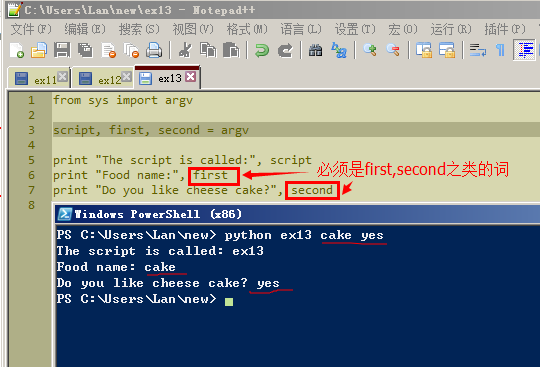 C:\Users\Lan\new\ex13 - Notepad++
文件(F) 编辑(E) 搜索(S) 视图(V) 格式(M) 语言(L) 设置(T) 宏(O) 运行(R) 插件(P)
ex11 ex12 ex13
1 from sys import argv
2
3 script, first, second = argv
4
5 print "The script is called:", script
6 print "Food name:", first
必须是first,second之类的词
7 print "Do you like cheese cake?", second
8
Windows PowerShell (x86)
PS C:\Users\Lan\new> python ex13 cake yes
The script is called: ex13
Food name: cake
Do you like cheese cake? yes
PS C:\Users\Lan\new>